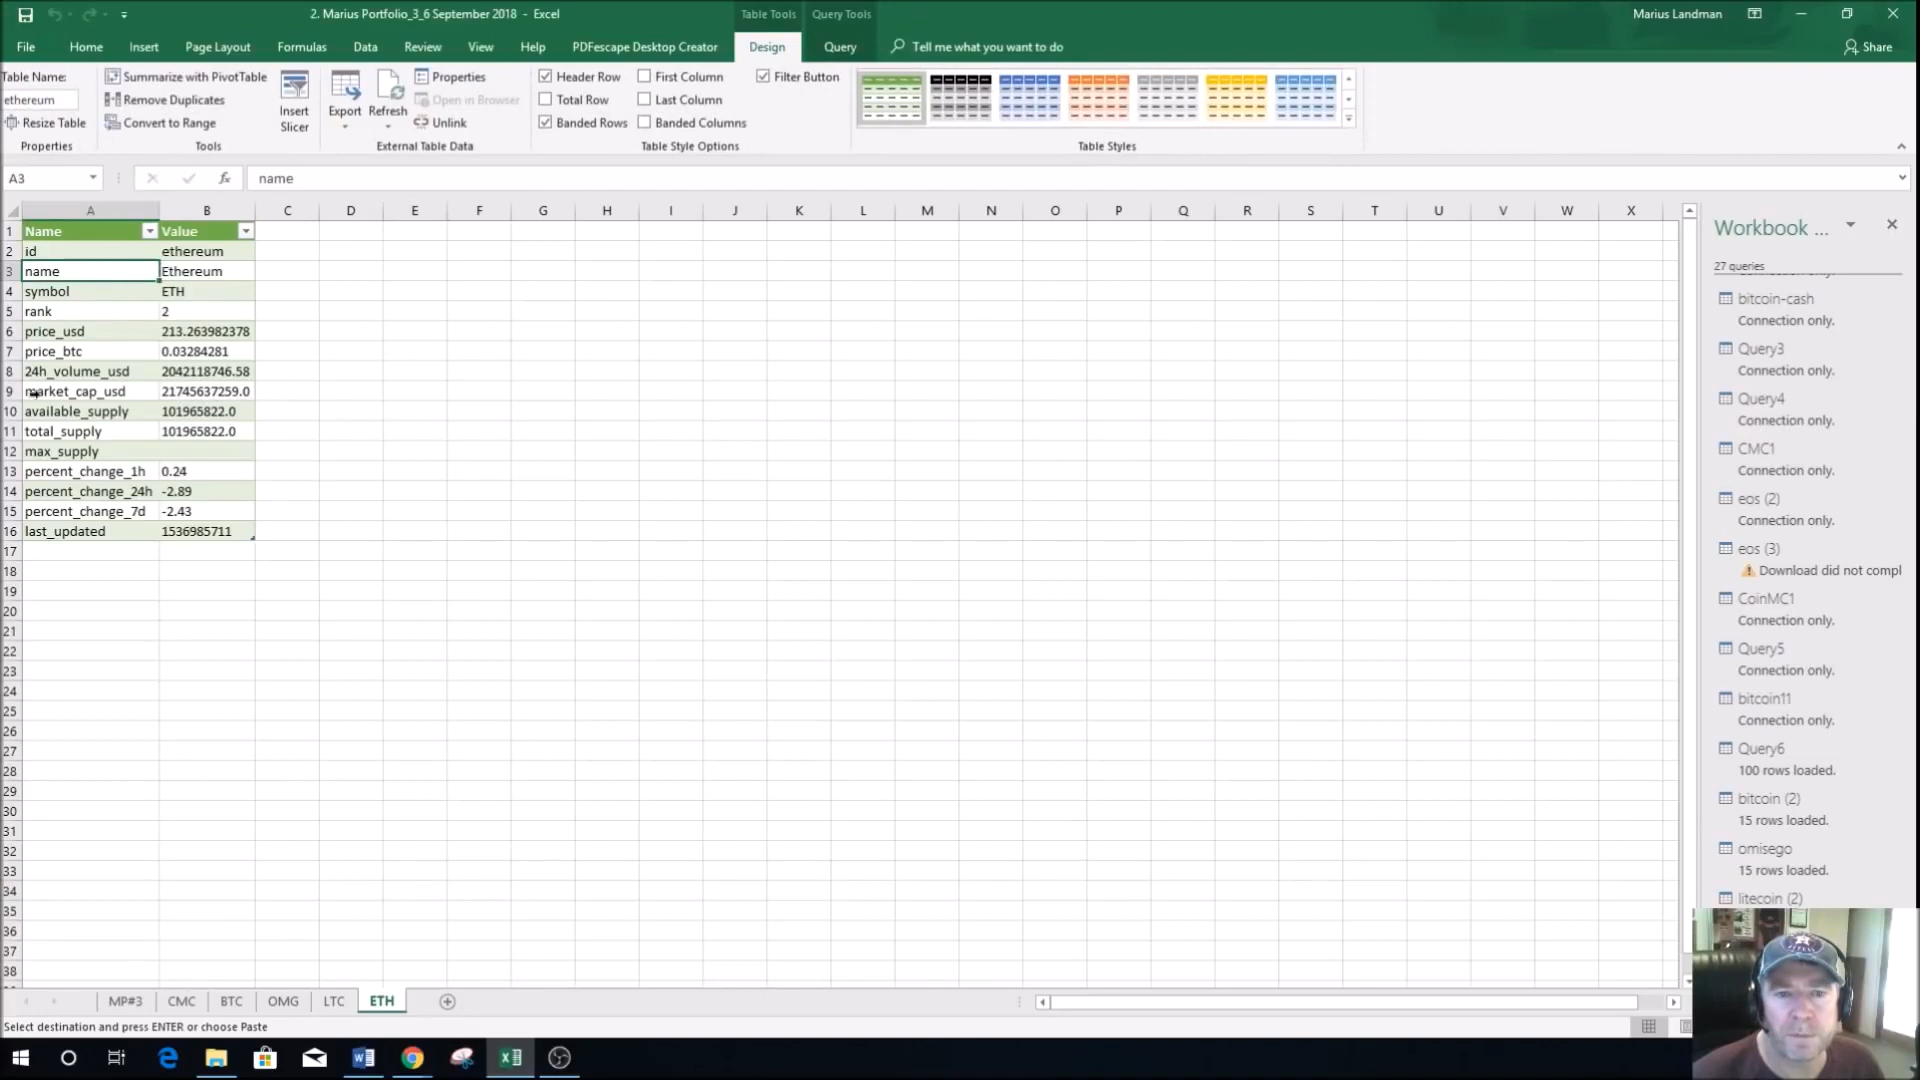 2. Marius Portfolio_3_6 September 2018 - Excel
Table Tools
Query Tools
Marius Landman
File
Home
Insert
Page Layout
Formulas
Data
Review
View
Help
PDFescape Desktop Creator
Design
Query
Tell me what you want to do
Share
Table Name:
ethereum
Resize Table
Properties
Summarize with PivotTable
Remove Duplicates
Convert to Range
Tools
Insert
Slicer
Export
Refresh
Properties
Open in Browser
Unlink
External Table Data
Header Row
First Column
Filter Button
Total Row
Last Column
Banded Rows
Banded Columns
Table Style Options
Table Styles
A3
fx
name
A B C D E F G H I J K L M N O P Q R S T U V W X
1 Name Value
2 id ethereum
3 name Ethereum
4 symbol ETH
5 rank 2
6 price_usd 213.263982378
7 price_btc 0.03284281
8 24h_volume_usd 2042118746.58
9 market_cap_usd 21745637259.0
10 available_supply 101965822.0
11 total_supply 101965822.0
12 max_supply
13 percent_change_1h 0.24
14 percent_change_24h -2.89
15 percent_change_7d -2.43
16 last_updated 1536985711
17
18
19
20
21
22
23
24
25
26
27
28
29
30
31
32
33
34
35
36
37
38
Workbook ...
27 queries
bitcoin-cash
Connection only.
Query3
Connection only.
Query4
Connection only.
CMC1
Connection only.
eos (2)
Connection only.
eos (3)
Download did not compl
CoinMC1
Connection only.
Query5
Connection only.
bitcoin11
Connection only.
Query6
100 rows loaded.
bitcoin (2)
15 rows loaded.
omisego
15 rows loaded.
litecoin (2)
MP#3
CMC
BTC
OMG
LTC
ETH
Select destination and press ENTER or choose Paste